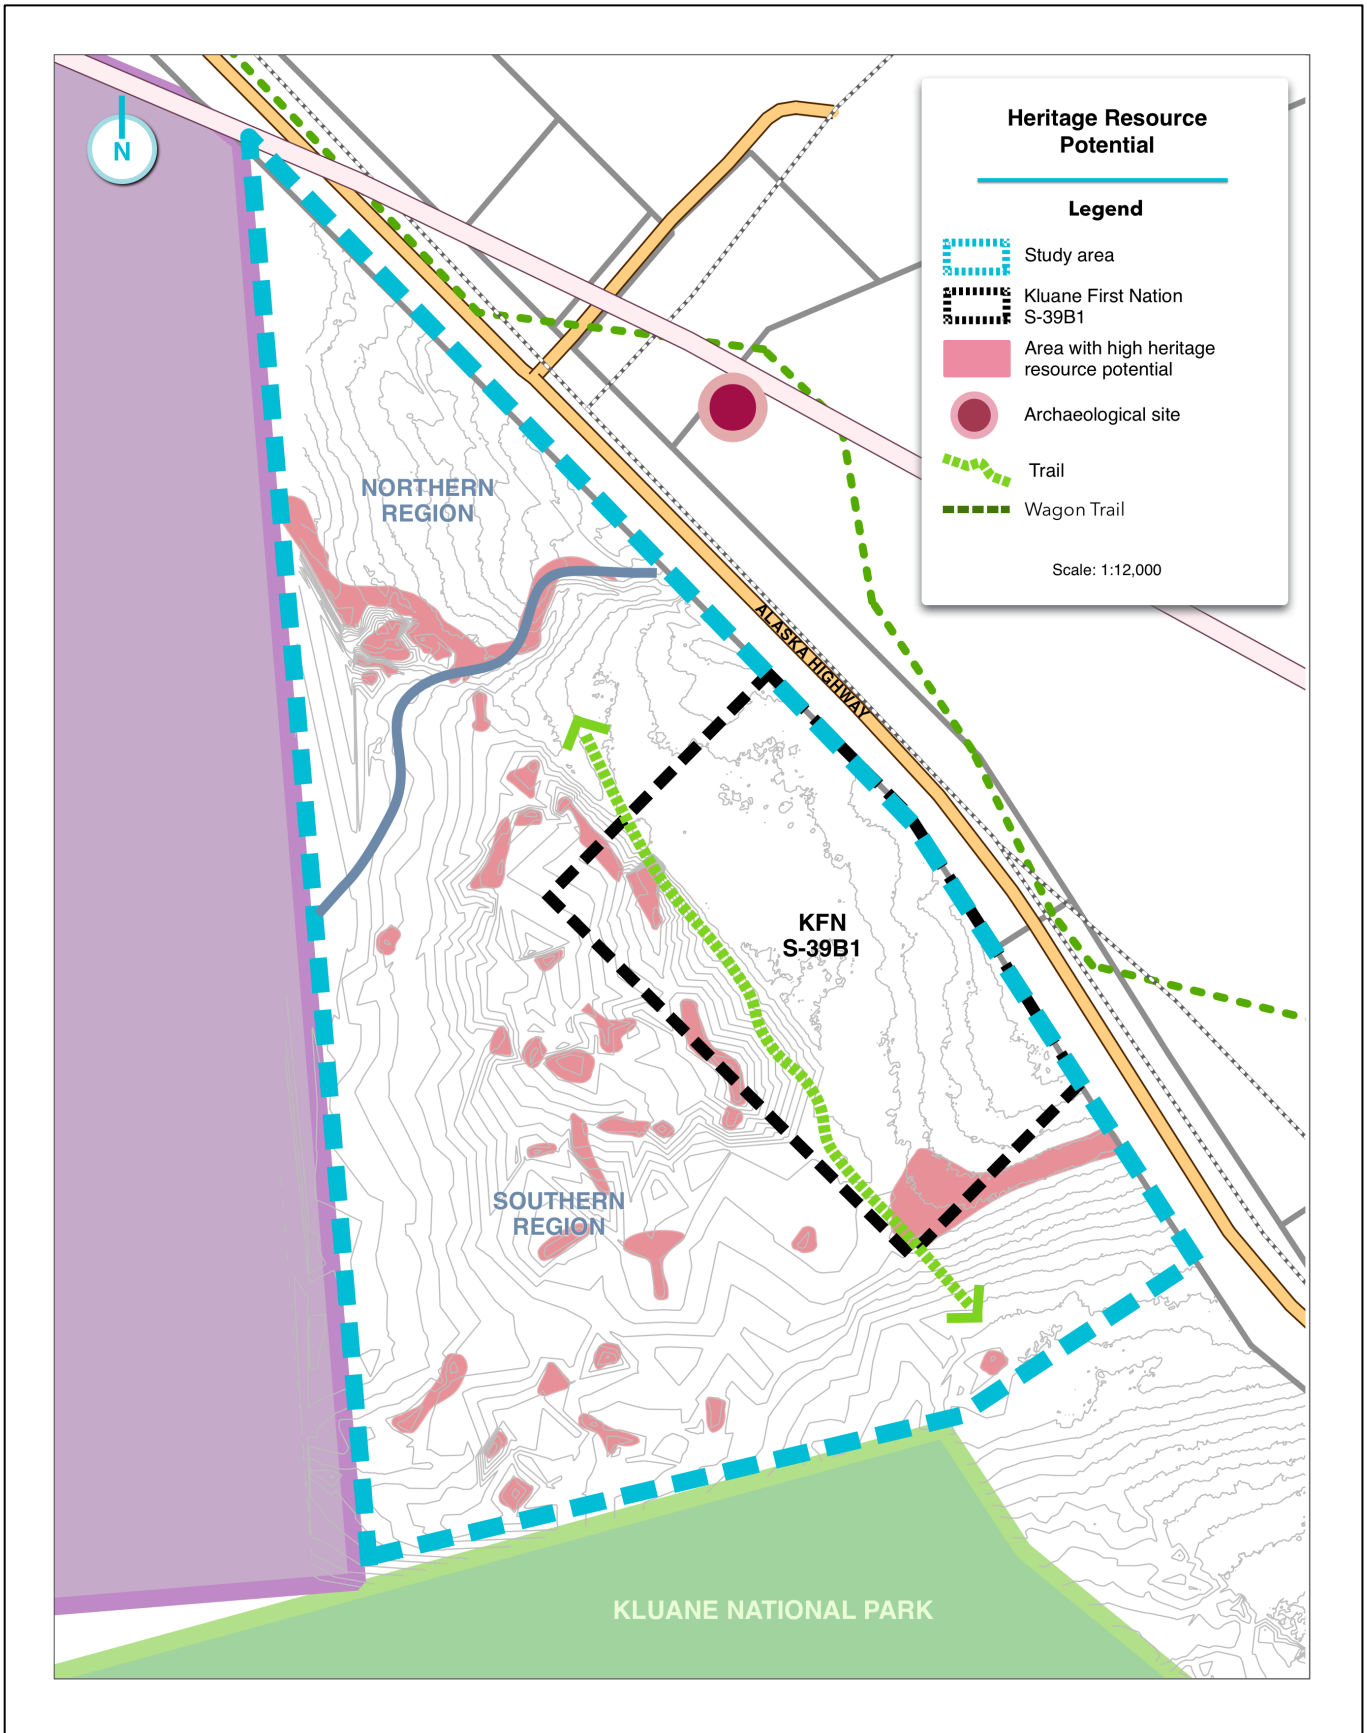 N
Heritage Resource
Potential
Legend
Study area
Kluane First Nation
S-39B1
Area with high heritage
resource potential
Archaeological site
Trail
Wagon Trail
Scale: 1:12,000
NORTHERN
REGION
ALASKA HIGHWAY
KFN
S-39B1
SOUTHERN
REGION
KLUANE NATIONAL PARK